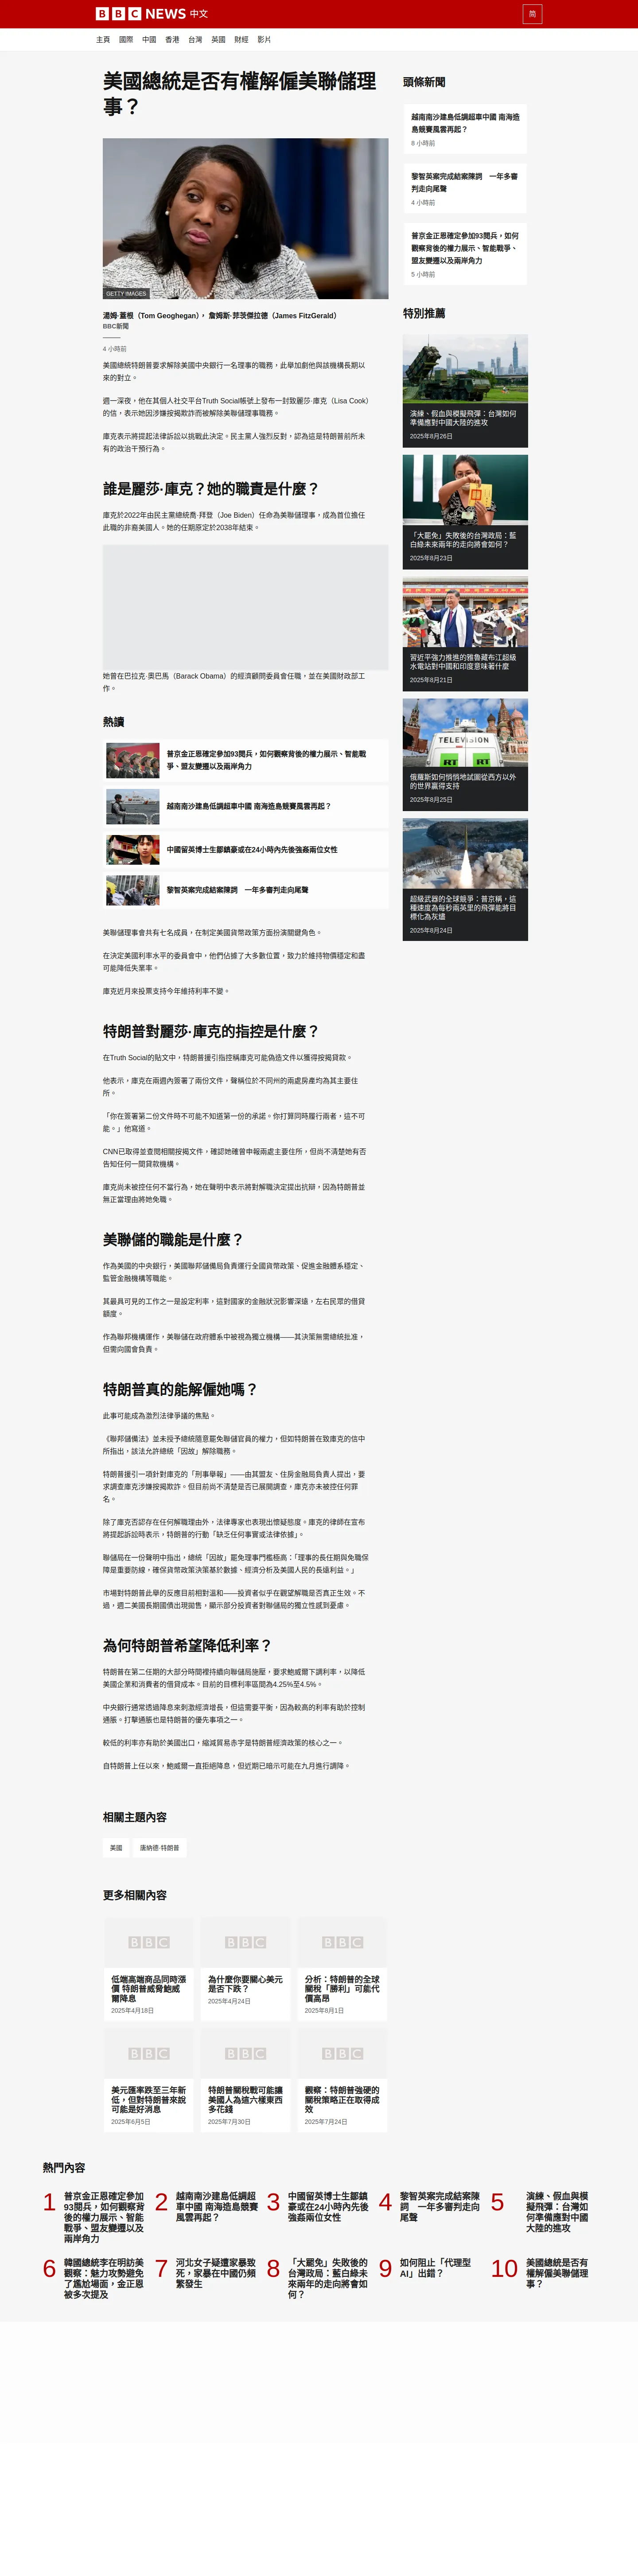 BBC NEWS 中文
简
主頁 國際 中國 香港 台灣 英國 財經 影片
美國總統是否有權解僱美聯儲理
事？
GETTY IMAGES
湯姆·蓋根（Tom Geoghegan），詹姆斯·菲茨傑拉德（James FitzGerald）
BBC新聞
4 小時前
美國總統特朗普要求解除美國中央銀行一名理事的職務，此舉加劇他與該機構長期以
來的對立。
週一深夜，他在其個人社交平台Truth Social帳號上發布一封致麗莎·庫克（Lisa Cook）
的信，表示她因涉嫌按揭欺詐而被解除美聯儲理事職務。
庫克表示將提起法律訴訟以挑戰此決定。民主黨人強烈反對，認為這是特朗普前所未
有的政治干預行為。
誰是麗莎·庫克？她的職責是什麼？
庫克於2022年由民主黨總統喬·拜登（Joe Biden）任命為美聯儲理事，成為首位擔任
此職的非裔美國人。她的任期原定於2038年結束。
她曾在巴拉克·奧巴馬（Barack Obama）的經濟顧問委員會任職，並在美國財政部工
作。
熱讀
普京金正恩確定參加93閱兵，如何觀察背後的權力展示、智能戰
爭、盟友變遷以及兩岸角力
越南南沙建島低調超車中國 南海造島競賽風雲再起？
中國留英博士生鄒鎮豪或在24小時內先後強姦兩位女性
黎智英案完成結案陳詞　一年多審判走向尾聲
美聯儲理事會共有七名成員，在制定美國貨幣政策方面扮演關鍵角色。
在決定美國利率水平的委員會中，他們佔據了大多數位置，致力於維持物價穩定和盡
可能降低失業率。
庫克近月來投票支持今年維持利率不變。
特朗普對麗莎·庫克的指控是什麼？
在Truth Social的貼文中，特朗普援引指控稱庫克可能偽造文件以獲得按揭貸款。
他表示，庫克在兩週內簽署了兩份文件，聲稱位於不同州的兩處房產均為其主要住
所。
「你在簽署第二份文件時不可能不知道第一份的承諾。你打算同時履行兩者，這不可
能。」他寫道。
CNN已取得並查閱相關按揭文件，確認她確曾申報兩處主要住所，但尚不清楚她有否
告知任何一間貸款機構。
庫克尚未被控任何不當行為，她在聲明中表示將對解職決定提出抗辯，因為特朗普並
無正當理由將她免職。
美聯儲的職能是什麼？
作為美國的中央銀行，美國聯邦儲備局負責運行全國貨幣政策、促進金融體系穩定、
監管金融機構等職能。
其最具可見的工作之一是設定利率，這對國家的金融狀況影響深遠，左右民眾的借貸
額度。
作為聯邦機構運作，美聯儲在政府體系中被視為獨立機構——其決策無需總統批准，
但需向國會負責。
特朗普真的能解僱她嗎？
此事可能成為激烈法律爭議的焦點。
《聯邦儲備法》並未授予總統隨意罷免聯儲官員的權力，但如特朗普在致庫克的信中
所指出，該法允許總統「因故」解除職務。
特朗普援引一項針對庫克的「刑事舉報」——由其盟友、住房金融局負責人提出，要
求調查庫克涉嫌按揭欺詐。但目前尚不清楚是否已展開調查，庫克亦未被控任何罪
名。
除了庫克否認存在任何解職理由外，法律專家也表現出懷疑態度。庫克的律師在宣布
將提起訴訟時表示，特朗普的行動「缺乏任何事實或法律依據」。
聯儲局在一份聲明中指出，總統「因故」罷免理事門檻極高：「理事的長任期與免職保
障是重要防線，確保貨幣政策決策基於數據、經濟分析及美國人民的長遠利益。」
市場對特朗普此舉的反應目前相對溫和——投資者似乎在觀望解職是否真正生效。不
過，週二美國長期國債出現拋售，顯示部分投資者對聯儲局的獨立性感到憂慮。
為何特朗普希望降低利率？
特朗普在第二任期的大部分時間裡持續向聯儲局施壓，要求鮑威爾下調利率，以降低
美國企業和消費者的借貸成本。目前的目標利率區間為4.25%至4.5%。
中央銀行通常透過降息來刺激經濟增長，但這需要平衡，因為較高的利率有助於控制
通脹。打擊通脹也是特朗普的優先事項之一。
較低的利率亦有助於美國出口，縮減貿易赤字是特朗普經濟政策的核心之一。
自特朗普上任以來，鮑威爾一直拒絕降息，但近期已暗示可能在九月進行調降。
相關主題內容
美國 唐納德·特朗普
更多相關內容
BBC BBC BBC
低端高端商品同時漲
價 特朗普威脅鮑威
爾降息
2025年4月18日
為什麼你要關心美元
是否下跌？
2025年4月24日
分析：特朗普的全球
關稅「勝利」可能代
價高昂
2025年8月1日
BBC BBC BBC
美元匯率跌至三年新
低，但對特朗普來說
可能是好消息
2025年6月5日
特朗普關稅戰可能讓
美國人為這六樣東西
多花錢
2025年7月30日
觀察：特朗普強硬的
關稅策略正在取得成
效
2025年7月24日
頭條新聞
越南南沙建島低調超車中國 南海造
島競賽風雲再起？
8 小時前
黎智英案完成結案陳詞　一年多審
判走向尾聲
4 小時前
普京金正恩確定參加93閱兵，如何
觀察背後的權力展示、智能戰爭、
盟友變遷以及兩岸角力
5 小時前
特別推薦
演練、假血與模擬飛彈：台灣如何
準備應對中國大陸的進攻
2025年8月26日
「大罷免」失敗後的台灣政局：藍
白綠未來兩年的走向將會如何？
2025年8月23日
習近平強力推進的雅魯藏布江超級
水電站對中國和印度意味著什麼
2025年8月21日
TELEVISION
RT RT
俄羅斯如何悄悄地試圖從西方以外
的世界贏得支持
2025年8月25日
超級武器的全球競爭：普京稱，這
種速度為每秒兩英里的飛彈能將目
標化為灰燼
2025年8月24日
熱門內容
1 普京金正恩確定參加
93閱兵，如何觀察背
後的權力展示、智能
戰爭、盟友變遷以及
兩岸角力
2 越南南沙建島低調超
車中國 南海造島競賽
風雲再起？
3 中國留英博士生鄒鎮
豪或在24小時內先後
強姦兩位女性
4 黎智英案完成結案陳
詞　一年多審判走向
尾聲
5 演練、假血與模
擬飛彈：台灣如
何準備應對中國
大陸的進攻
6 韓國總統李在明訪美
觀察：魅力攻勢避免
了尷尬場面，金正恩
被多次提及
7 河北女子疑遭家暴致
死，家暴在中國仍頻
繁發生
8 「大罷免」失敗後的
台灣政局：藍白綠未
來兩年的走向將會如
何？
9 如何阻止「代理型
AI」出錯？
10 美國總統是否有
權解僱美聯儲理
事？